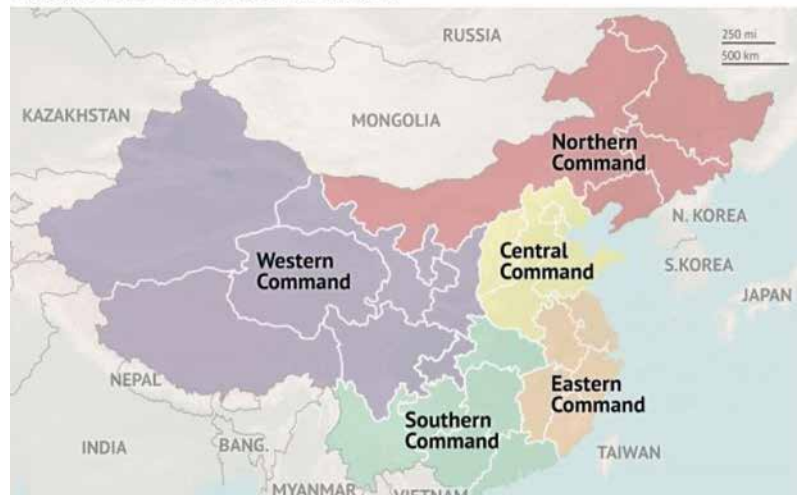 RUSSIA
250 mi
500 km
KAZAKHSTAN
MONGOLIA
Northern
Command
N. KOREA
Central
Command
Western
Command
S.KOREA
JAPAN
NEPAL
Eastern
Command
Southern
Command
INDIA
BANG.
TAIWAN
MYANMAR
VIETNAM